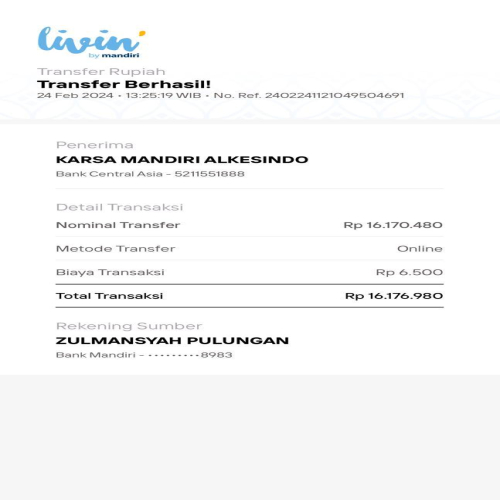 livin'
by mandiri
Transfer Rupiah
Transfer Berhasil!
24 Feb 2024 • 13:25:19 WIB • No. Ref. 2402241121049504691
Penerima
KARSA MANDIRI ALKESINDO
Bank Central Asia - 5211551888
Detail Transaksi
Nominal Transfer Rp 16.170.480
Metode Transfer Online
Biaya Transaksi Rp 6.500
Total Transaksi Rp 16.176.980
Rekening Sumber
ZULMANSYAH PULUNGAN
Bank Mandiri - •••••••••8983